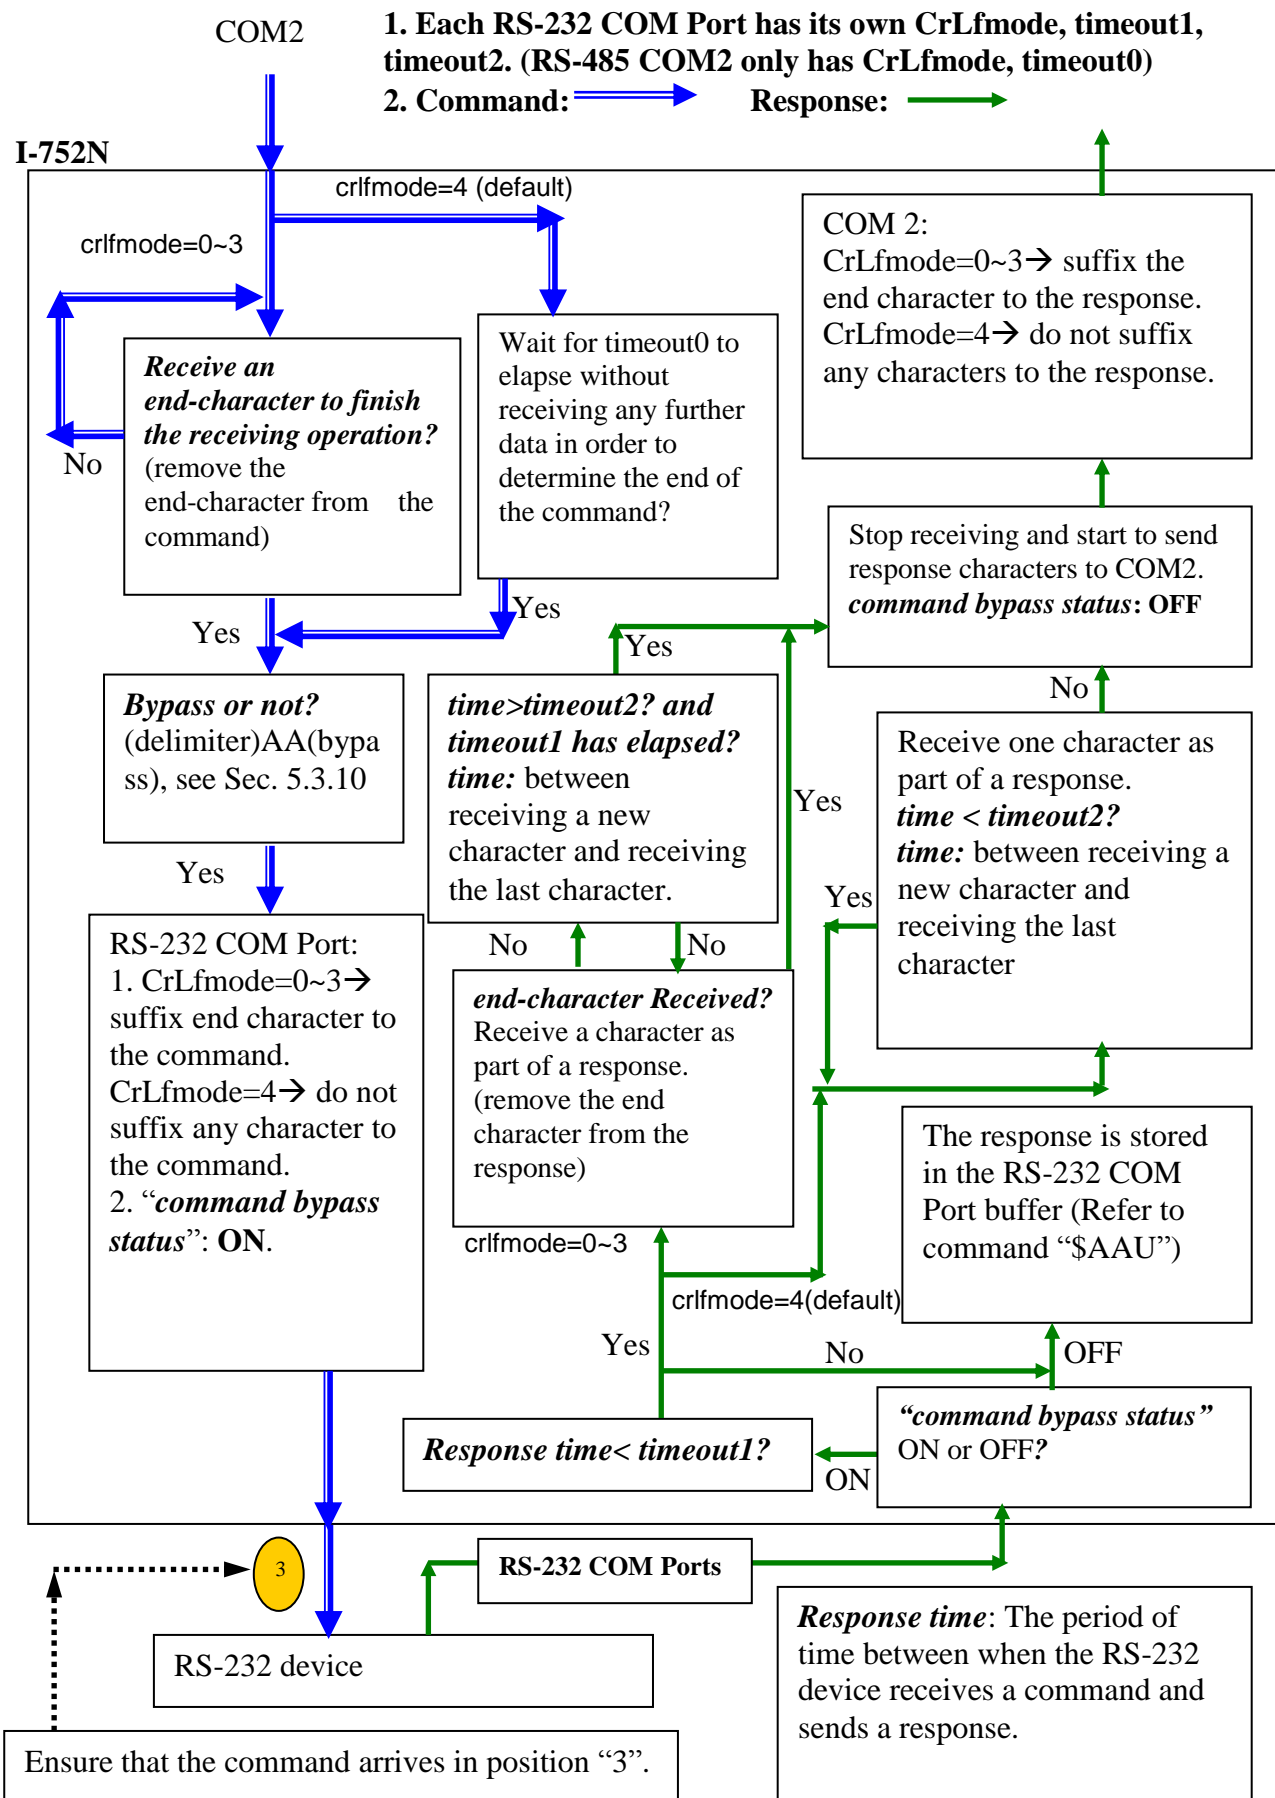 COM2
1. Each RS-232 COM Port has its own CrLfmode, timeout1,
timeout2. (RS-485 COM2 only has CrLfmode, timeout0)
2. Command: Response:
I-752N
crlfmode=4 (default)
crlfmode=0~3
Receive an
end-character to finish
the receiving operation?
(remove the
end-character from the
command)
No
Wait for timeout0 to
elapse without
receiving any further
data in order to
determine the end of
the command?
COM 2:
CrLfmode=0~3→ suffix the
end character to the response.
CrLfmode=4→ do not suffix
any characters to the response.
Stop receiving and start to send
response characters to COM2.
command bypass status: OFF
Yes
Yes
Yes
No
Bypass or not?
(delimiter)AA(bypa
ss), see Sec. 5.3.10
time>timeout2? and
timeout1 has elapsed?
time: between
receiving a new
character and receiving
the last character.
Yes
Receive one character as
part of a response.
time < timeout2?
time: between receiving a
new character and
receiving the last
character
Yes
Yes
No
No
RS-232 COM Port:
1. CrLfmode=0~3→
suffix end character to
the command.
CrLfmode=4→ do not
suffix any character to
the command.
2. “command bypass
status”: ON.
end-character Received?
Receive a character as
part of a response.
(remove the end
character from the
response)
The response is stored
in the RS-232 COM
Port buffer (Refer to
command “$AAU”)
crlfmode=0~3
crlfmode=4(default)
Yes
No
OFF
Response time< timeout1?
ON
“command bypass status”
ON or OFF?
3
RS-232 COM Ports
RS-232 device
Response time: The period of
time between when the RS-232
device receives a command and
sends a response.
Ensure that the command arrives in position “3”.